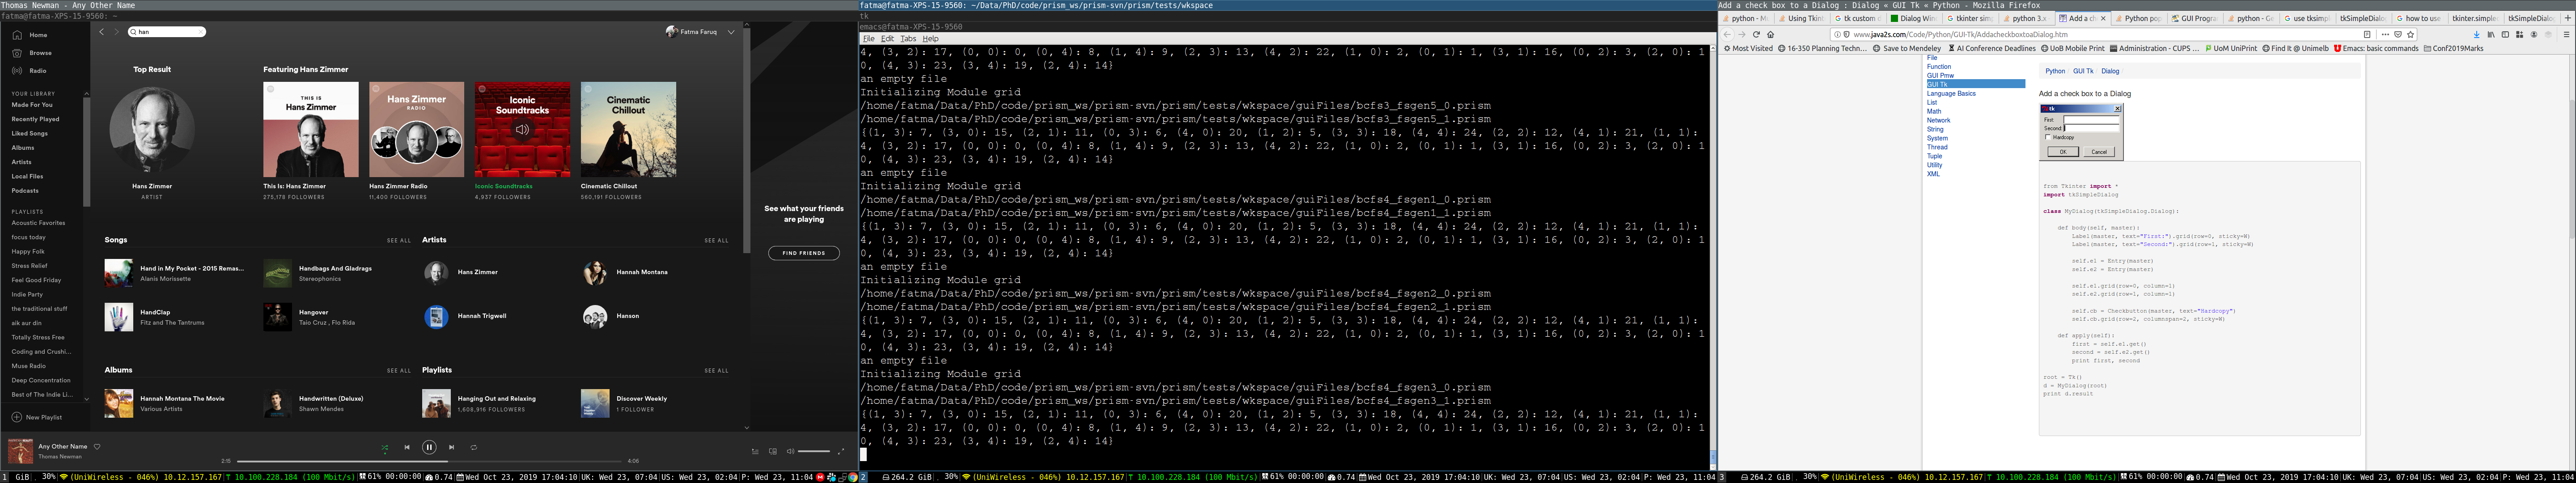 Thomas Newman - Any Other Name
fatma@fatma-XPS-15-9560: ~
Home
Browse
Radio
YOUR LIBRARY
Made For You
Recently Played
Liked Songs
Albums
Artists
Local Files
Podcasts
PLAYLISTS
Acoustic Favorites
focus today
Happy Folk
Stress Relief
Feel Good Friday
Indie Party
the traditional stuff
aik aur din
Totally Stress Free
Coding and Crushi...
Muse Radio
Deep Concentration
Best of The Indie Li...
New Playlist
han
Fatma Faruq
Top Result
Hans Zimmer
ARTIST
Featuring Hans Zimmer
THIS IS
Hans Zimmer
Hans Zimmer
RADIO
Iconic
Soundtracks
Cinematic
Chillout
This Is: Hans Zimmer
275,178 FOLLOWERS
Hans Zimmer Radio
11,400 FOLLOWERS
Iconic Soundtracks
4,937 FOLLOWERS
Cinematic Chillout
560,191 FOLLOWERS
Songs
SEE ALL
Hand in My Pocket - 2015 Remas...
Alanis Morissette
Handbags And Gladrags
Stereophonics
HandClap
Fitz and The Tantrums
Hangover
Taio Cruz , Flo Rida
Artists
SEE ALL
Hans Zimmer
Hannah Montana
Hannah Trigwell
Hanson
Albums
SEE ALL
Hannah Montana The Movie
Various Artists
Handwritten (Deluxe)
Shawn Mendes
Playlists
SEE ALL
Hanging Out and Relaxing
1,608,916 FOLLOWERS
Discover Weekly
1 FOLLOWER
See what your friends
are playing
FIND FRIENDS
Any Other Name
Thomas Newman
2:15
4:06
1 GiB 30% (UniWireless - 046%) 10.12.157.167 T 10.100.228.184 (100 Mbit/s) 61% 00:00:00 0.74 Wed Oct 23, 2019 17:04:10 UK: Wed 23, 07:04 US: Wed 23, 02:04 P: Wed 23, 11:04
fatma@fatma-XPS-15-9560: ~/Data/PhD/code/prism_ws/prism-svn/prism/tests/wkspace
tk
emacs@fatma-XPS-15-9560
File Edit Tabs Help
4, (3, 2): 17, (0, 0): 0, (0, 4): 8, (1, 4): 9, (2, 3): 13, (4, 2): 22, (1, 0): 2, (0, 1): 1, (3, 1): 16, (0, 2): 3, (2, 0): 1
0, (4, 3): 23, (3, 4): 19, (2, 4): 14}
an empty file
Initializing Module grid
/home/fatma/Data/PhD/code/prism_ws/prism-svn/prism/tests/wkspace/guiFiles/bcfs3_fsgen5_0.prism
/home/fatma/Data/PhD/code/prism_ws/prism-svn/prism/tests/wkspace/guiFiles/bcfs3_fsgen5_1.prism
{(1, 3): 7, (3, 0): 15, (2, 1): 11, (0, 3): 6, (4, 0): 20, (1, 2): 5, (3, 3): 18, (4, 4): 24, (2, 2): 12, (4, 1): 21, (1, 1):
4, (3, 2): 17, (0, 0): 0, (0, 4): 8, (1, 4): 9, (2, 3): 13, (4, 2): 22, (1, 0): 2, (0, 1): 1, (3, 1): 16, (0, 2): 3, (2, 0): 1
0, (4, 3): 23, (3, 4): 19, (2, 4): 14}
an empty file
Initializing Module grid
/home/fatma/Data/PhD/code/prism_ws/prism-svn/prism/tests/wkspace/guiFiles/bcfs4_fsgen1_0.prism
/home/fatma/Data/PhD/code/prism_ws/prism-svn/prism/tests/wkspace/guiFiles/bcfs4_fsgen1_1.prism
{(1, 3): 7, (3, 0): 15, (2, 1): 11, (0, 3): 6, (4, 0): 20, (1, 2): 5, (3, 3): 18, (4, 4): 24, (2, 2): 12, (4, 1): 21, (1, 1):
4, (3, 2): 17, (0, 0): 0, (0, 4): 8, (1, 4): 9, (2, 3): 13, (4, 2): 22, (1, 0): 2, (0, 1): 1, (3, 1): 16, (0, 2): 3, (2, 0): 1
0, (4, 3): 23, (3, 4): 19, (2, 4): 14}
an empty file
Initializing Module grid
/home/fatma/Data/PhD/code/prism_ws/prism-svn/prism/tests/wkspace/guiFiles/bcfs4_fsgen2_0.prism
/home/fatma/Data/PhD/code/prism_ws/prism-svn/prism/tests/wkspace/guiFiles/bcfs4_fsgen2_1.prism
{(1, 3): 7, (3, 0): 15, (2, 1): 11, (0, 3): 6, (4, 0): 20, (1, 2): 5, (3, 3): 18, (4, 4): 24, (2, 2): 12, (4, 1): 21, (1, 1):
4, (3, 2): 17, (0, 0): 0, (0, 4): 8, (1, 4): 9, (2, 3): 13, (4, 2): 22, (1, 0): 2, (0, 1): 1, (3, 1): 16, (0, 2): 3, (2, 0): 1
0, (4, 3): 23, (3, 4): 19, (2, 4): 14}
an empty file
Initializing Module grid
/home/fatma/Data/PhD/code/prism_ws/prism-svn/prism/tests/wkspace/guiFiles/bcfs4_fsgen3_0.prism
/home/fatma/Data/PhD/code/prism_ws/prism-svn/prism/tests/wkspace/guiFiles/bcfs4_fsgen3_1.prism
{(1, 3): 7, (3, 0): 15, (2, 1): 11, (0, 3): 6, (4, 0): 20, (1, 2): 5, (3, 3): 18, (4, 4): 24, (2, 2): 12, (4, 1): 21, (1, 1):
4, (3, 2): 17, (0, 0): 0, (0, 4): 8, (1, 4): 9, (2, 3): 13, (4, 2): 22, (1, 0): 2, (0, 1): 1, (3, 1): 16, (0, 2): 3, (2, 0): 1
0, (4, 3): 23, (3, 4): 19, (2, 4): 14}
2 264.2 GiB 30% (UniWireless - 046%) 10.12.157.167 T 10.100.228.184 (100 Mbit/s) 61% 00:00:00 0.74 Wed Oct 23, 2019 17:04:10 UK: Wed 23, 07:04 US: Wed 23, 02:04 P: Wed 23, 11:04
Add a check box to a Dialog : Dialog « GUI Tk « Python - Mozilla Firefox
python - M Using Tkint tk custom d Dialog Win tkinter sim python 3.x Add a ch Python pop GUI Progra python - Ge use tksimpl tkSimpleDialo how to use tkinter.simple tkSimpleDialo
www.java2s.com/Code/Python/GUI-Tk/AddacheckboxtoaDialog.htm
Most Visited 16-350 Planning Techn... Save to Mendeley AI Conference Deadlines UoB Mobile Print Administration - CUPS ... UoM UniPrint Find It @ Unimelb Emacs: basic commands Conf2019Marks
File
Function
GUI Pmw
GUI Tk
Language Basics
List
Math
Network
String
System
Thread
Tuple
Utility
XML
Python GUI Tk Dialog
Add a check box to a Dialog
tk
First:
Second:
Hardcopy
OK Cancel
from Tkinter import *
import tkSimpleDialog
class MyDialog(tkSimpleDialog.Dialog):
def body(self, master):
Label(master, text="First:").grid(row=0, sticky=W)
Label(master, text="Second:").grid(row=1, sticky=W)
self.e1 = Entry(master)
self.e2 = Entry(master)
self.e1.grid(row=0, column=1)
self.e2.grid(row=1, column=1)
self.cb = Checkbutton(master, text="Hardcopy")
self.cb.grid(row=2, columnspan=2, sticky=W)
def apply(self):
first = self.e1.get()
second = self.e2.get()
print first, second
root = Tk()
d = MyDialog(root)
print d.result
3 264.2 GiB 30% (UniWireless - 046%) 10.12.157.167 T 10.100.228.184 (100 Mbit/s) 61% 00:00:00 0.74 Wed Oct 23, 2019 17:04:10 UK: Wed 23, 07:04 US: Wed 23, 02:04 P: Wed 23, 11:04